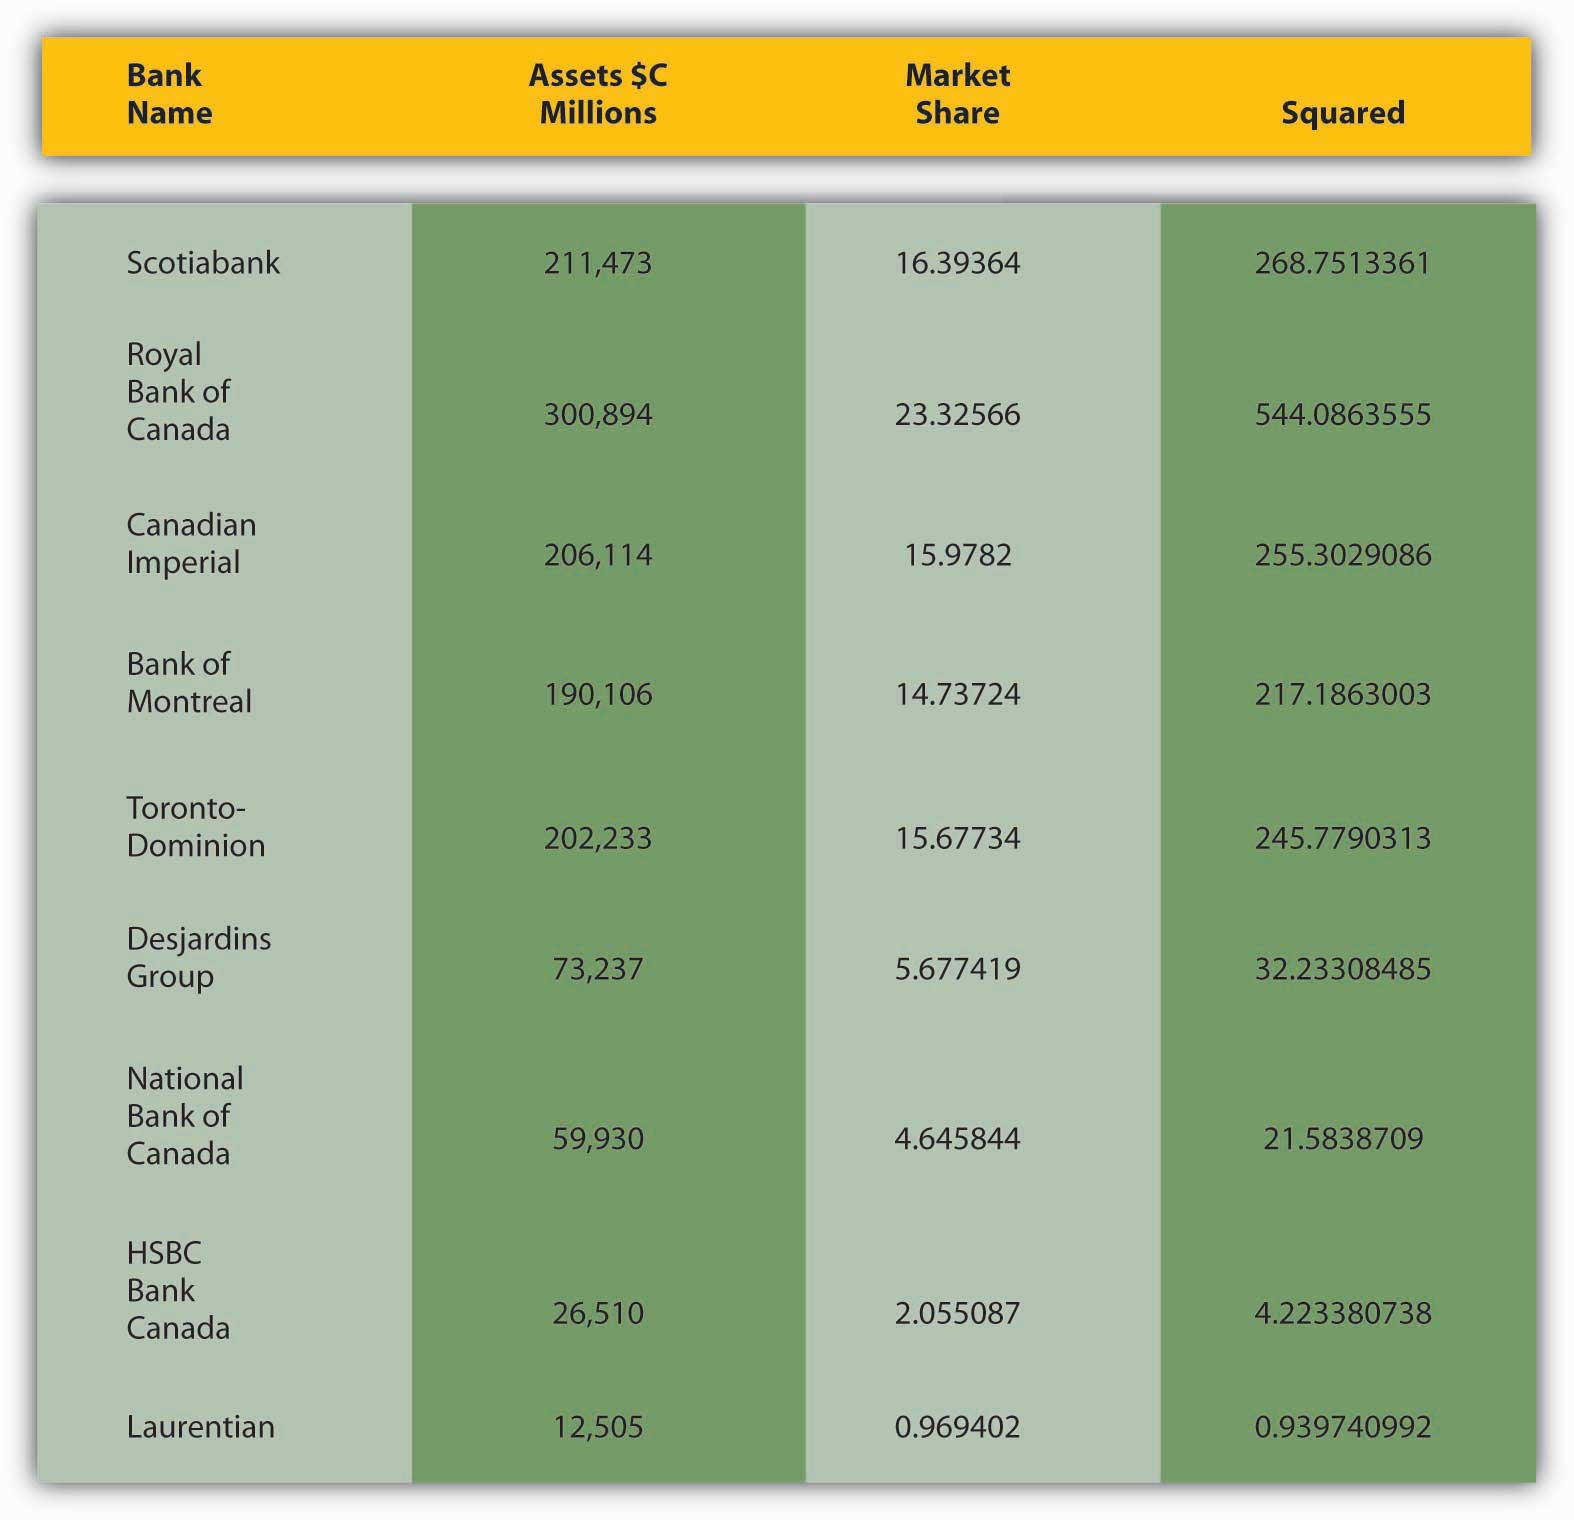 Bank Name Assets $C Millions Market Share Squared
Scotiabank 211,473 16.39364 268.7513361
Royal Bank of Canada 300,894 23.32566 544.0863555
Canadian Imperial 206,114 15.9782 255.3029086
Bank of Montreal 190,106 14.73724 217.1863003
Toronto-Dominion 202,233 15.67734 245.7790313
Desjardins Group 73,237 5.677419 32.23308485
National Bank of Canada 59,930 4.645844 21.5838709
HSBC Bank Canada 26,510 2.055087 4.223380738
Laurentian 12,505 0.969402 0.939740992